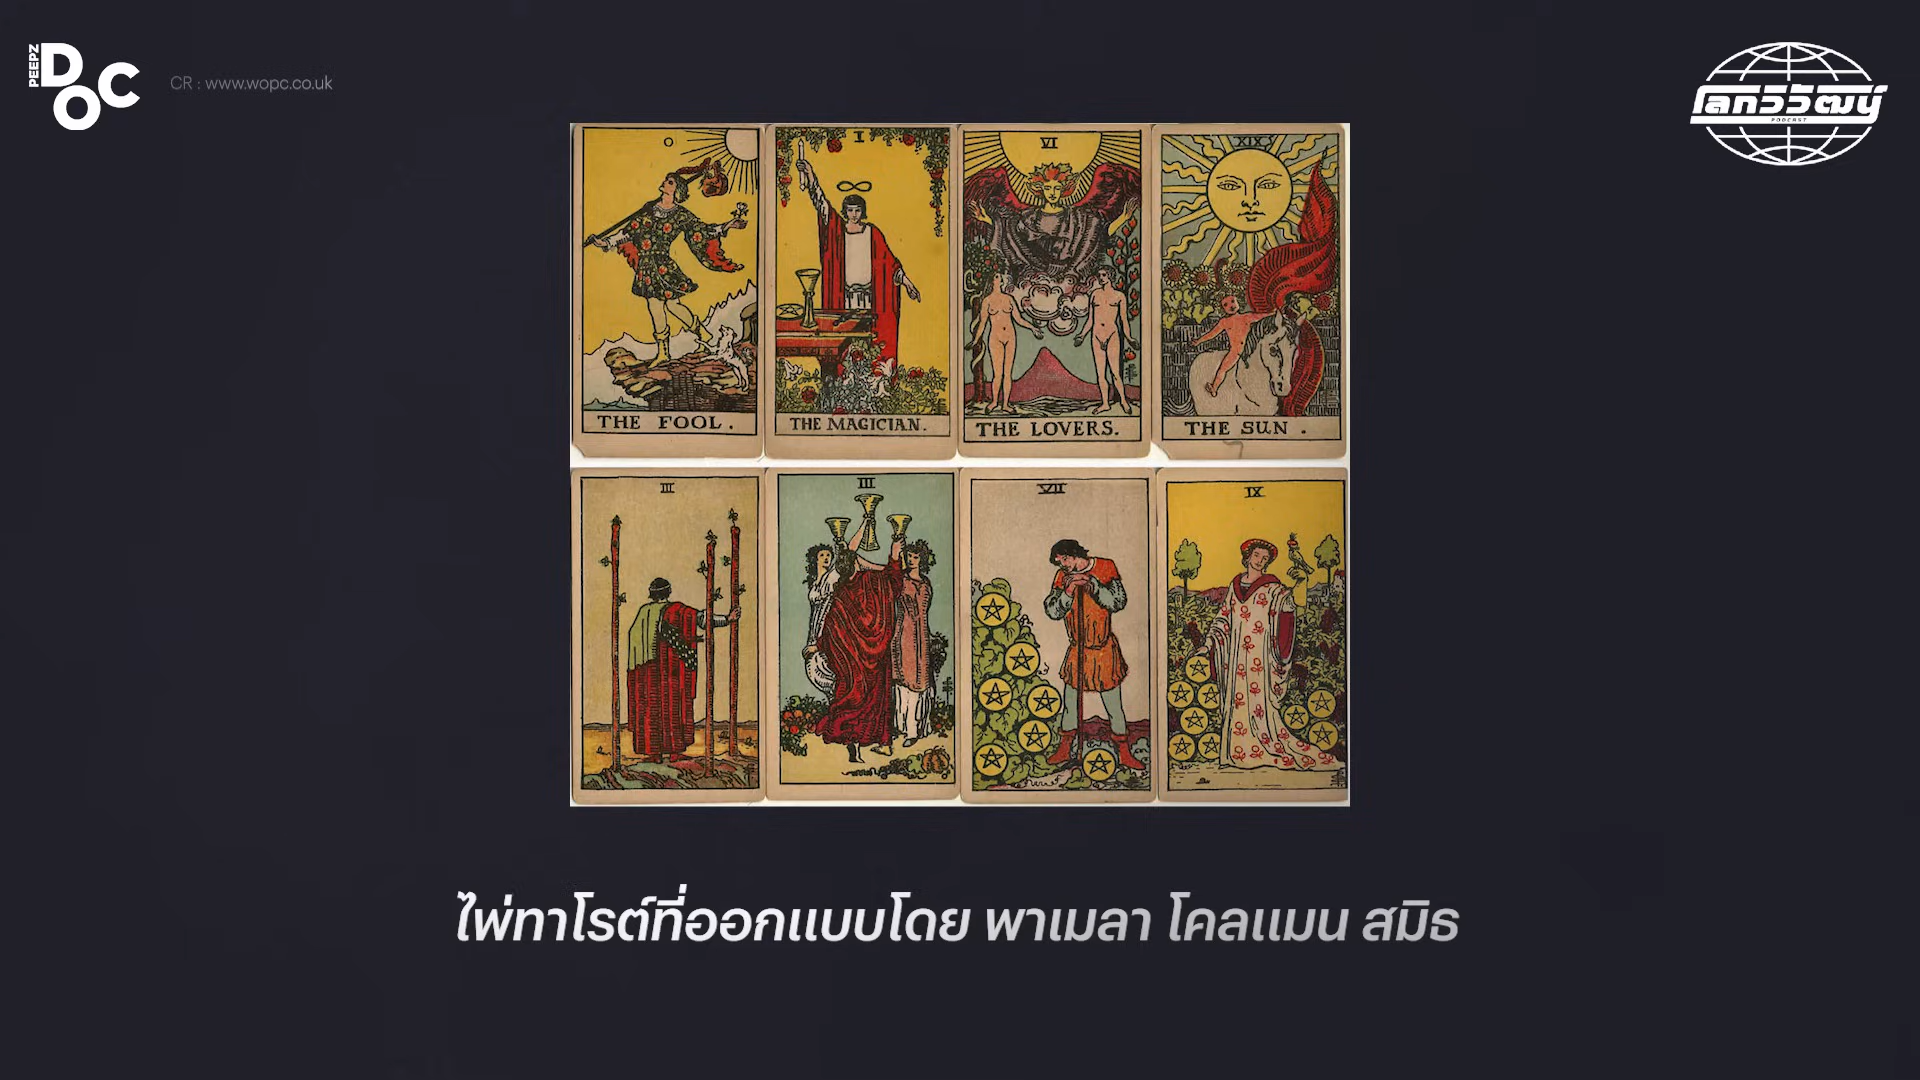 PEEPZ DOC
CR : www.wopc.co.uk
โลกวิวัฒน์
PODCAST
0
I
VI
XIX
THE FOOL.
THE MAGICIAN.
THE LOVERS.
THE SUN .
III
III
VII
IX
ไพ่ทาโรต์ที่ออกแบบโดย พาเมลา โคลแมน สมิธ